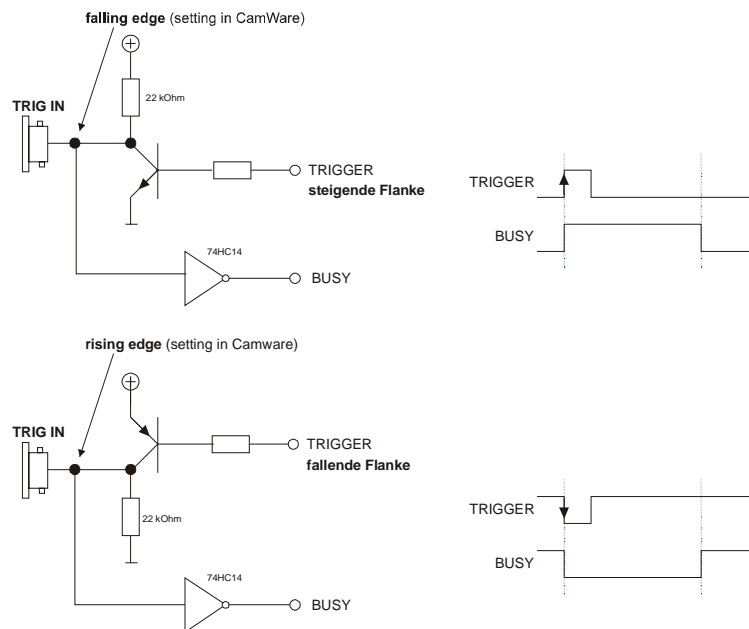 falling edge (setting in CamWare)
22 kOhm
TRIG IN
TRIGGER
steigende Flanke
74HC14
BUSY
TRIGGER
BUSY
rising edge (setting in Camware)
TRIG IN
TRIGGER
fallende Flanke
22 kOhm
74HC14
BUSY
TRIGGER
BUSY